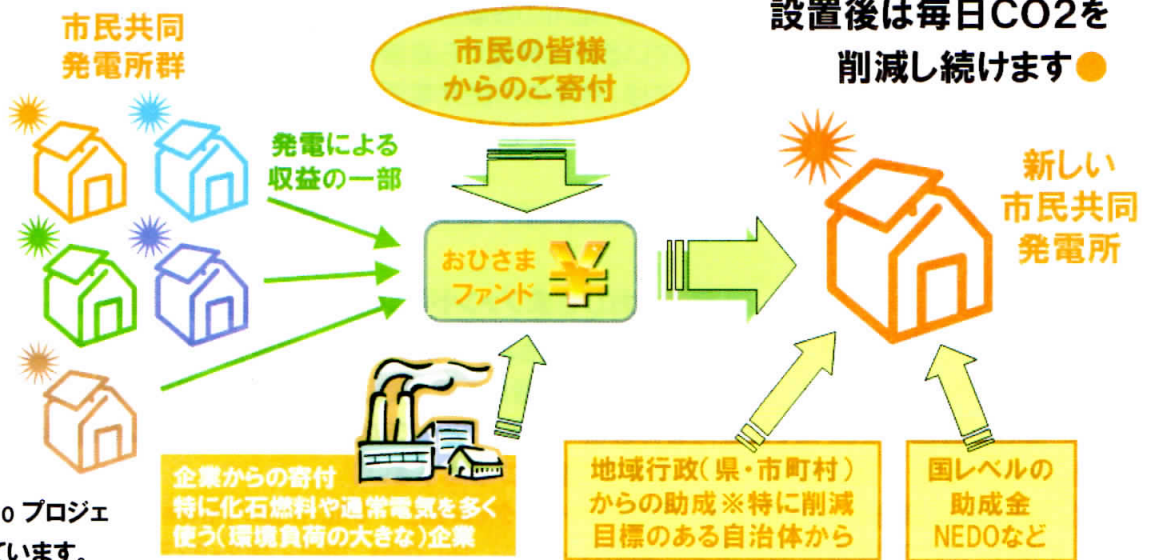 設置後は毎日CO2を
削減し続けます●
市民共同
発電所群
市民の皆様
からのご寄付
発電による
収益の一部
おひさま
ファンド
¥
新しい
市民共同
発電所
企業からの寄付
特に化石燃料や通常電気を多く
使う(環境負荷の大きな)企業
地域行政(県・市町村)
からの助成※特に削減
目標のある自治体から
国レベルの
助成金
NEDOなど
0 プロジェ
ています。